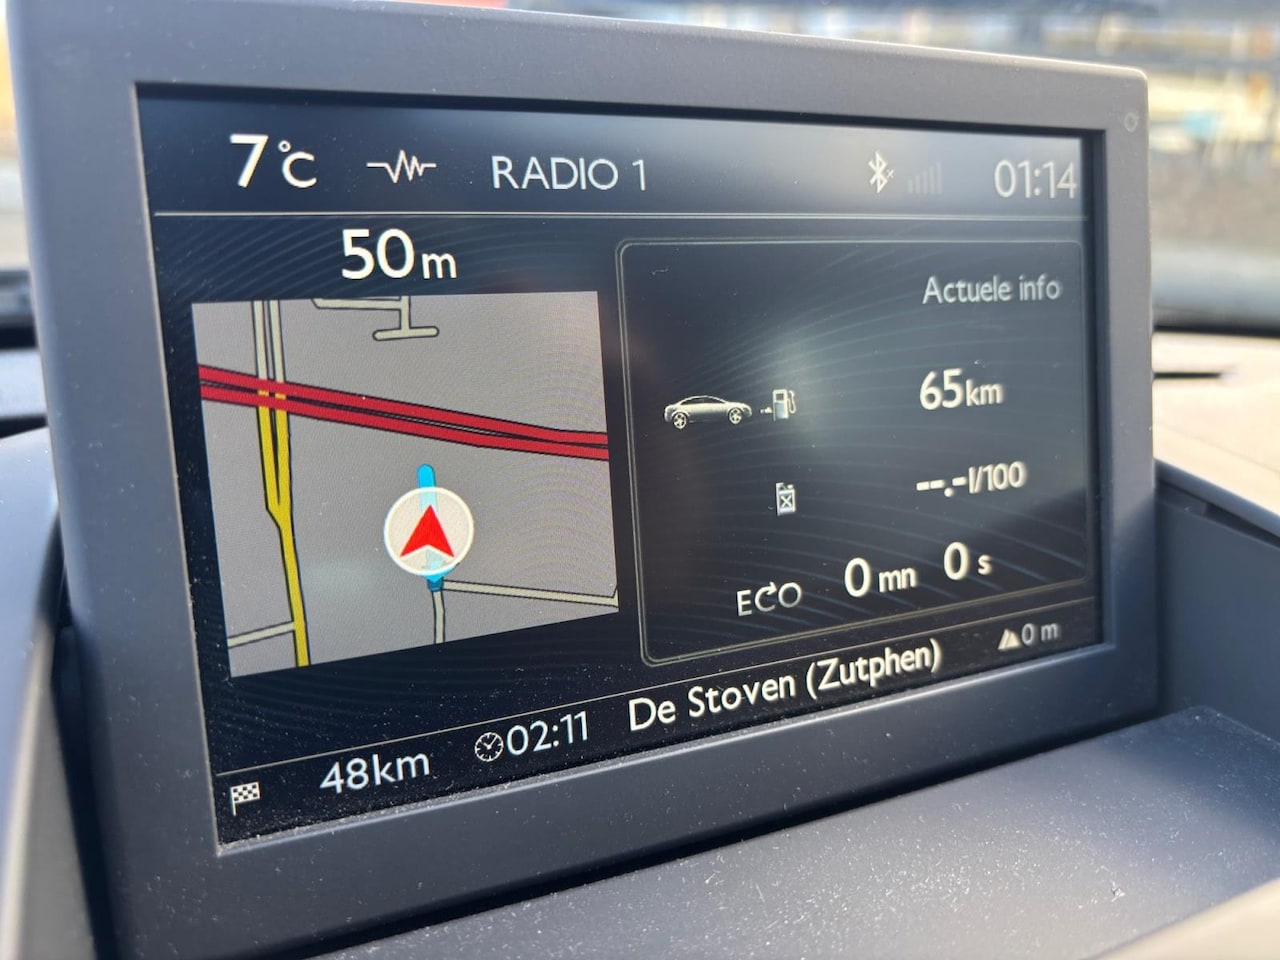 7°C RADIO 1 01:14
50 m
Actuele info
65km
--.-l/100
ECO 0 mn 0 s
48km 02:11 De Stoven (Zutphen) 0 m